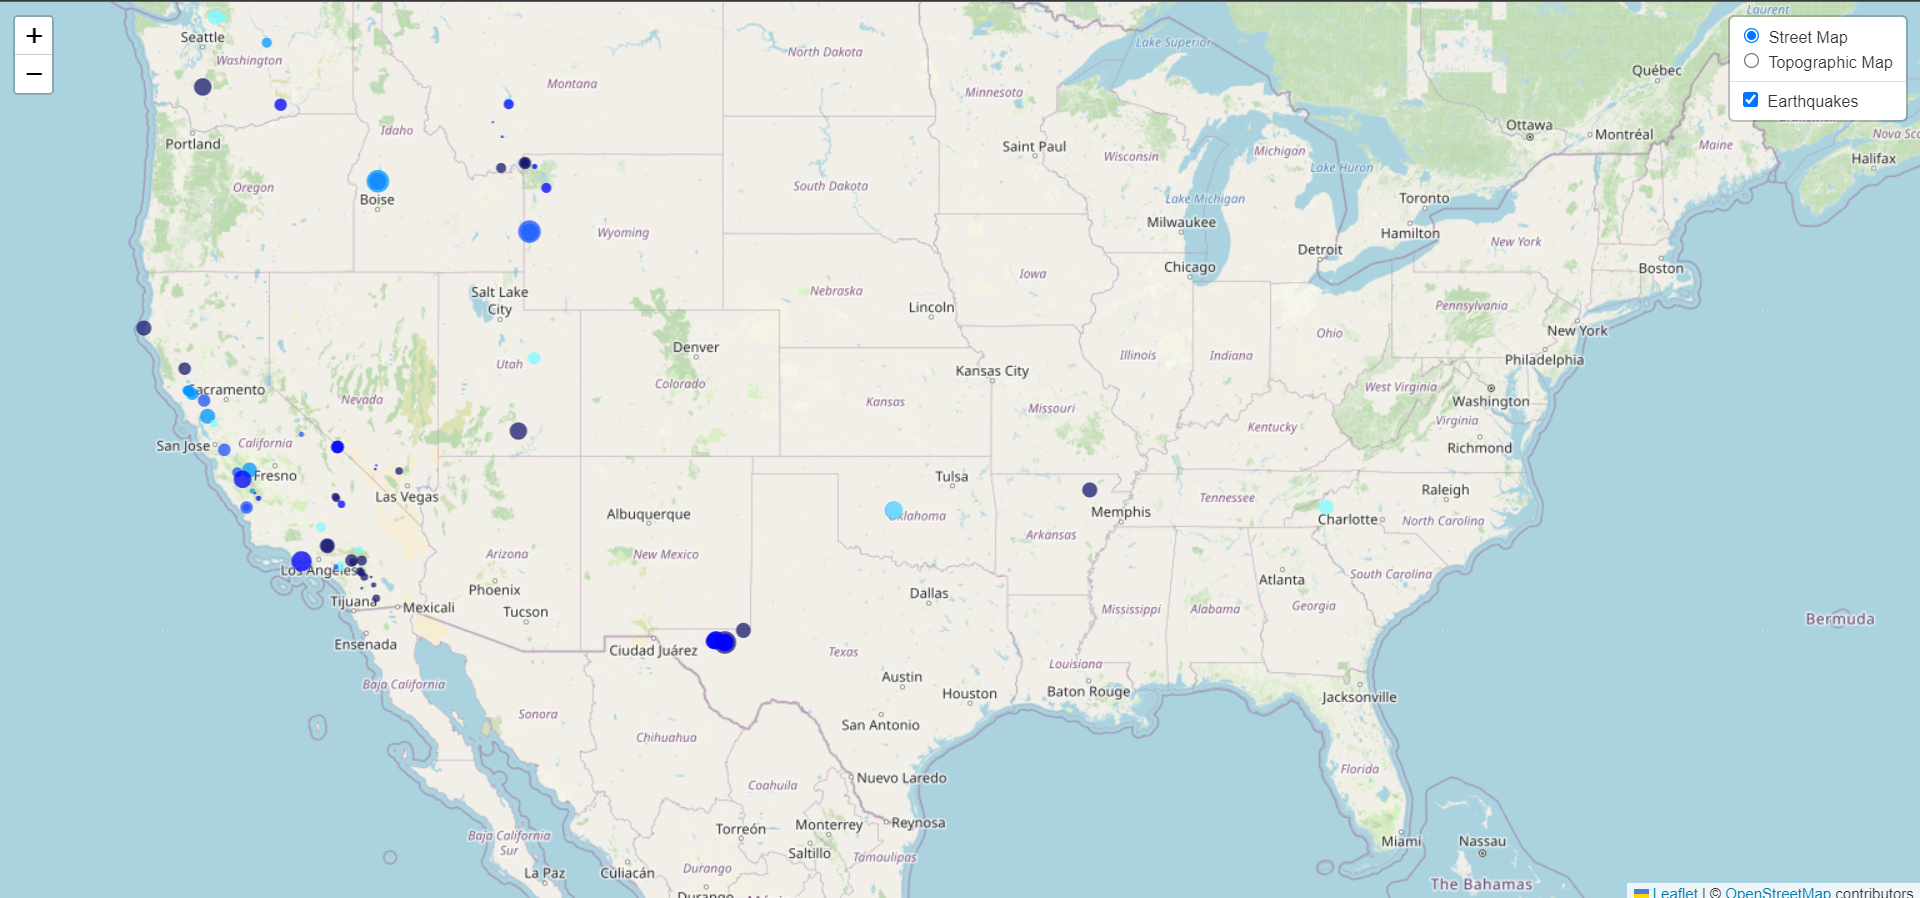 +
−
Street Map
Topographic Map
Earthquakes
Laurent
Seattle
Washington
North Dakota
Lake Superior
Québec
Montana
Minnesota
Ottawa
Montréal
Nova Sc
Idaho
Portland
Saint Paul
Wisconsin
Michigan
Lake Huron
Maine
Halifax
Oregon
Boise
South Dakota
Lake Michigan
Toronto
Milwaukee
Hamilton
Wyoming
Detroit
New York
Chicago
Iowa
Boston
Salt Lake
City
Nebraska
Lincoln
Pennsylvania
New York
Ohio
Denver
Utah
Illinois
Indiana
Philadelphia
Kansas City
Sacramento
Colorado
West Virginia
Nevada
Kansas
Missouri
Washington
Kentucky
Virginia
San Jose
California
Richmond
Fresno
Las Vegas
Tulsa
Tennessee
Raleigh
Albuquerque
Oklahoma
Memphis
Charlotte
North Carolina
Arizona
New Mexico
Arkansas
Los Angeles
Phoenix
Dallas
Atlanta
South Carolina
Tijuana
Mexicali
Tucson
Mississippi
Alabama
Georgia
Bermuda
Ensenada
Ciudad Juárez
Texas
Louisiana
Baja California
Austin
Houston
Baton Rouge
Jacksonville
Sonora
San Antonio
Chihuahua
Coahuila
Nuevo Laredo
Florida
Baja California
Sur
Torreón
Monterrey
Reynosa
Saltillo
Tamaulipas
Miami
Nassau
La Paz
Culiacán
Durango
The Bahamas
Durango
Leaflet | © OpenStreetMap contributors